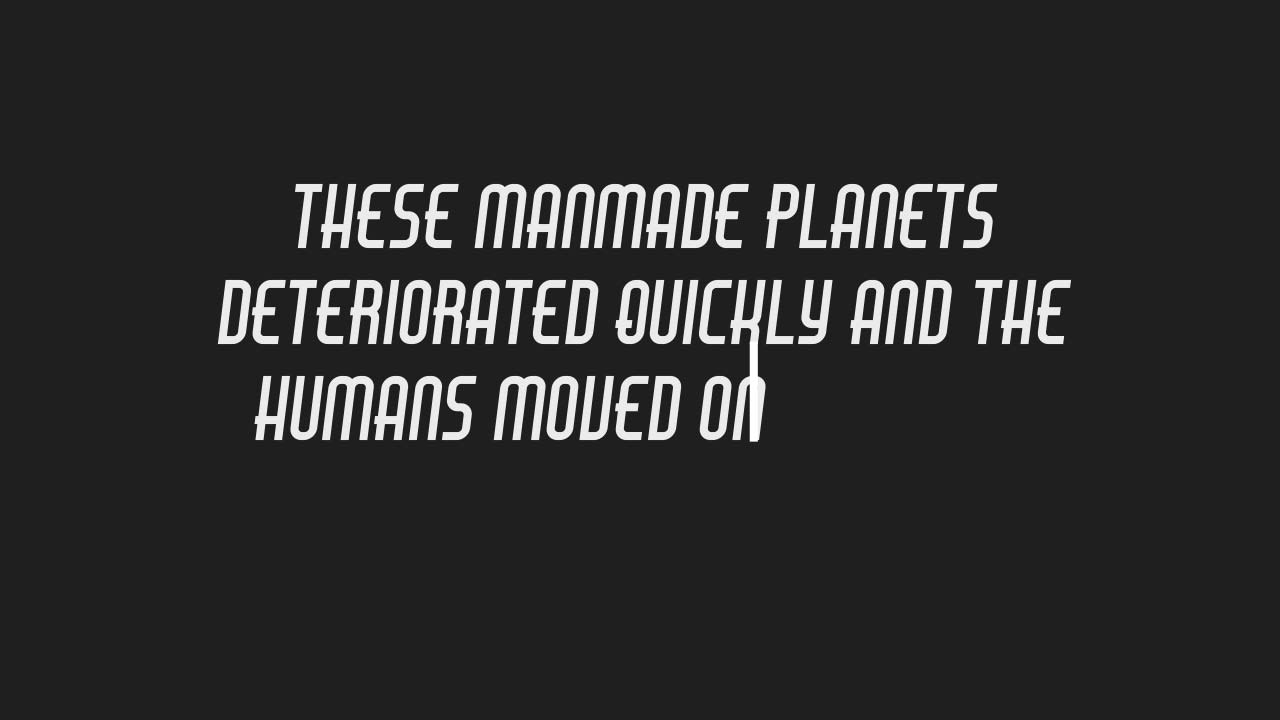 THESE MANMADE PLANETS
DETERIORATED QUICKLY AND THE
HUMANS MOVED ON